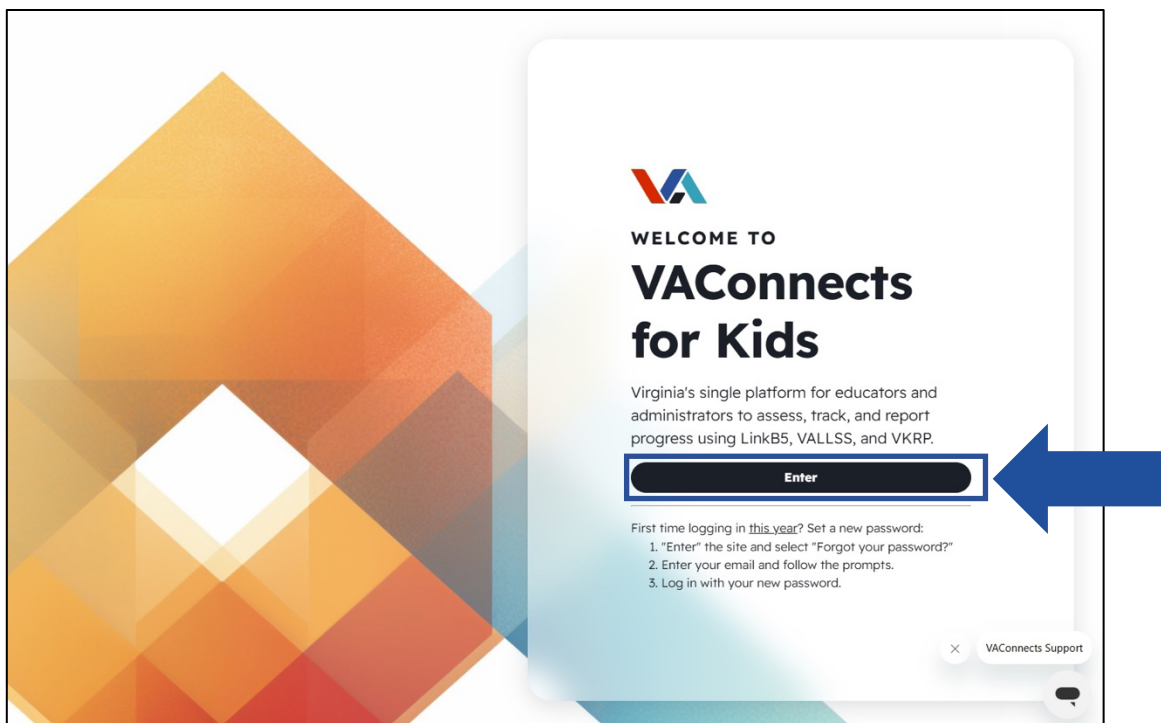 VA
WELCOME TO
VAConnects
for Kids
Virginia's single platform for educators and
administrators to assess, track, and report
progress using LinkB5, VALLSS, and VKRP.
Enter
First time logging in this year? Set a new password:
1. "Enter" the site and select "Forgot your password?"
2. Enter your email and follow the prompts.
3. Log in with your new password.
VAConnects Support